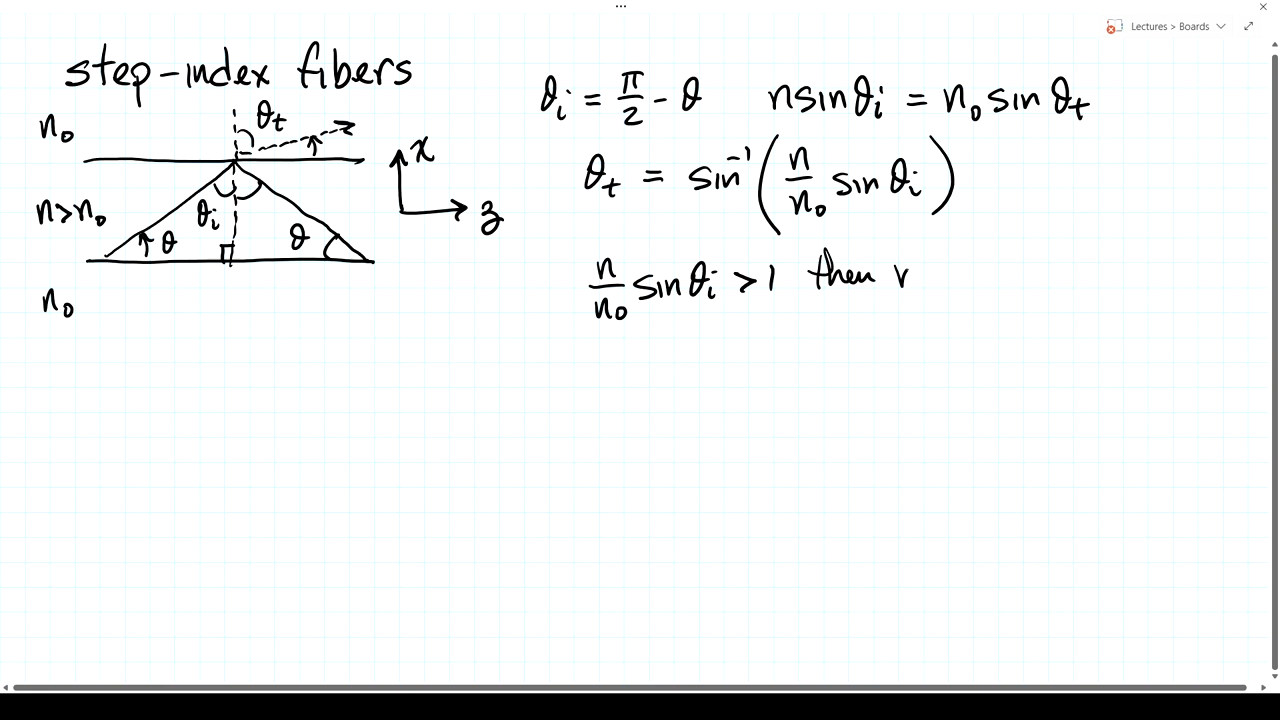 Lectures > Boards
step-index fibers
θᵢ = π/2 - θ n sin θᵢ = n₀ sin θₜ
n₀
θₜ
x
θₜ = sin⁻¹(n/n₀ sin θᵢ)
n>n₀
θᵢ
z
θ
θ
n/n₀ sin θᵢ > 1 then r
n₀